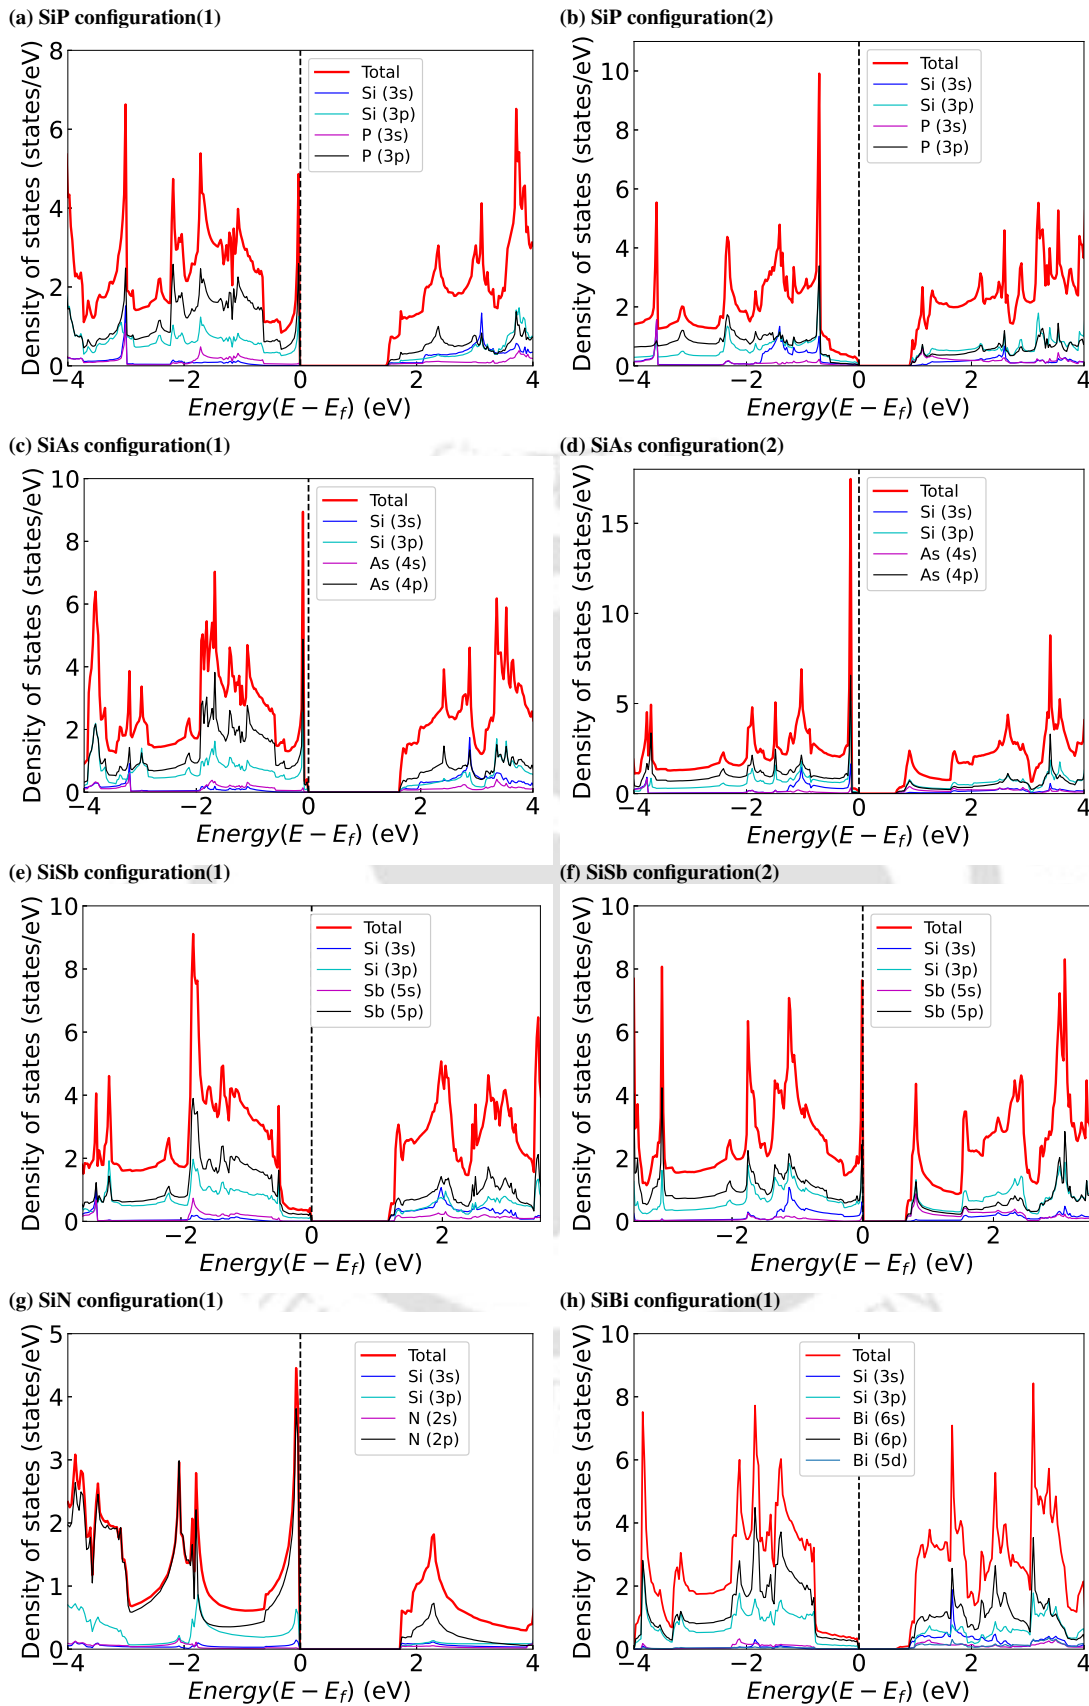 (a) SiP configuration(1)
Density of states (states/eV)
8
6
4
2
0
Total
Si (3s)
Si (3p)
P (3s)
P (3p)
−4 −2 0 2 4
Energy(E − E_f) (eV)
(b) SiP configuration(2)
Density of states (states/eV)
10
8
6
4
2
0
Total
Si (3s)
Si (3p)
P (3s)
P (3p)
−4 −2 0 2 4
Energy(E − E_f) (eV)
(c) SiAs configuration(1)
Density of states (states/eV)
10
8
6
4
2
0
Total
Si (3s)
Si (3p)
As (4s)
As (4p)
−4 −2 0 2 4
Energy(E − E_f) (eV)
(d) SiAs configuration(2)
Density of states (states/eV)
15
10
5
0
Total
Si (3s)
Si (3p)
As (4s)
As (4p)
−4 −2 0 2 4
Energy(E − E_f) (eV)
(e) SiSb configuration(1)
Density of states (states/eV)
10
8
6
4
2
0
Total
Si (3s)
Si (3p)
Sb (5s)
Sb (5p)
−2 0 2
Energy(E − E_f) (eV)
(f) SiSb configuration(2)
Density of states (states/eV)
10
8
6
4
2
0
Total
Si (3s)
Si (3p)
Sb (5s)
Sb (5p)
−2 0 2
Energy(E − E_f) (eV)
(g) SiN configuration(1)
Density of states (states/eV)
5
4
3
2
1
0
Total
Si (3s)
Si (3p)
N (2s)
N (2p)
−4 −2 0 2 4
Energy(E − E_f) (eV)
(h) SiBi configuration(1)
Density of states (states/eV)
10
8
6
4
2
0
Total
Si (3s)
Si (3p)
Bi (6s)
Bi (6p)
Bi (5d)
−4 −2 0 2 4
Energy(E − E_f) (eV)